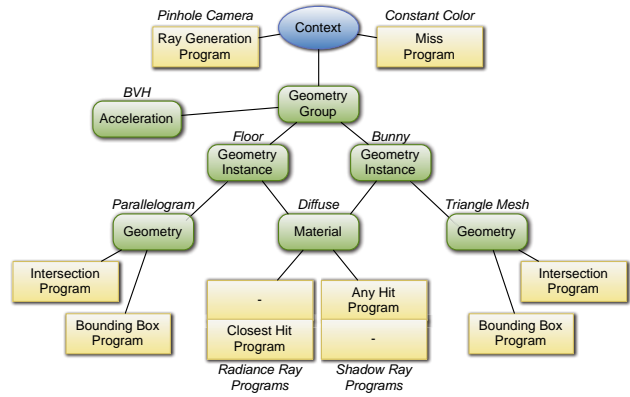 Pinhole Camera
Constant Color
Context
Ray Generation
Program
Miss
Program
BVH
Acceleration
Geometry
Group
Floor
Bunny
Geometry
Instance
Geometry
Instance
Parallelogram
Diffuse
Triangle Mesh
Geometry
Material
Geometry
Intersection
Program
-
Any Hit
Program
Intersection
Program
Bounding Box
Program
Closest Hit
Program
-
Bounding Box
Program
Radiance Ray
Programs
Shadow Ray
Programs